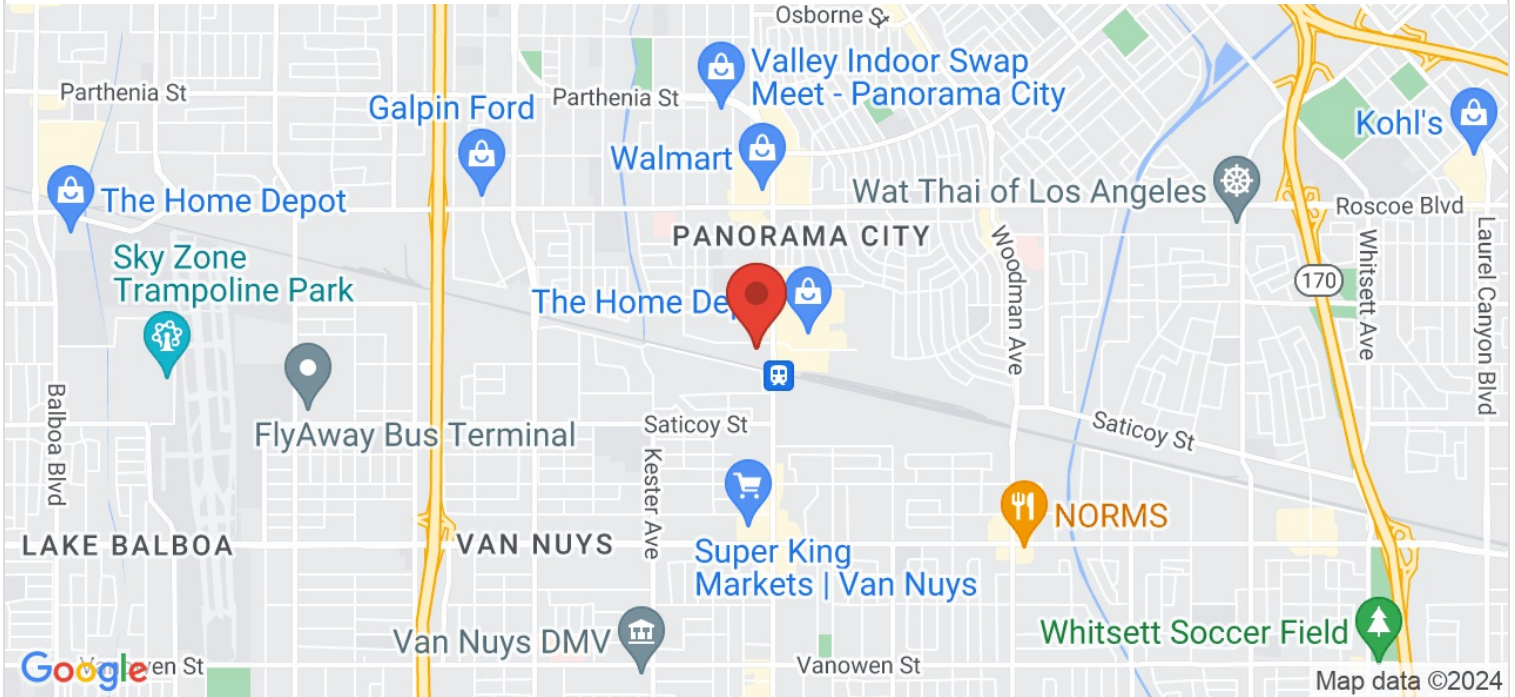 Osborne St
Valley Indoor Swap
Meet - Panorama City
Parthenia St
Galpin Ford
Parthenia St
Kohl's
Walmart
The Home Depot
Wat Thai of Los Angeles
Roscoe Blvd
PANORAMA CITY
Sky Zone
Trampoline Park
The Home De
Woodman Ave
170
Whitsett Ave
Laurel Canyon Blvd
Balboa Blvd
FlyAway Bus Terminal
Saticoy St
Saticoy St
Kester Ave
NORMS
LAKE BALBOA
VAN NUYS
Super King
Markets | Van Nuys
Van Nuys DMV
Whitsett Soccer Field
Google
en St
Vanowen St
Map data ©2024